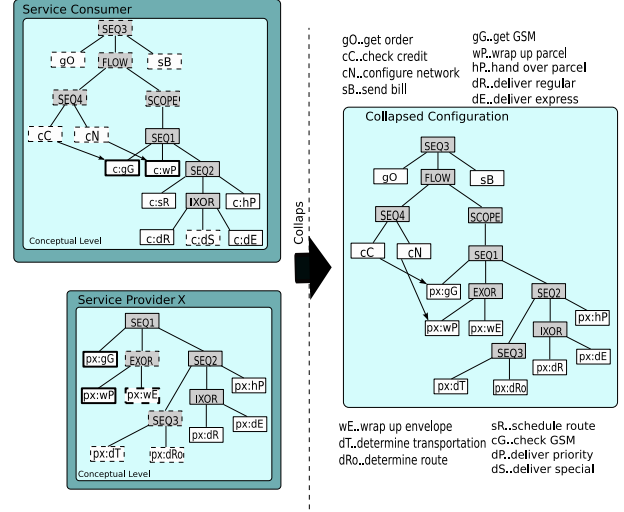 Service Consumer
SEQ3
gO
FLOW
sB
SEQ4
SCOPE
cC
cN
SEQ1
c:gG
c:wP
SEQ2
c:sR
IXOR
c:hP
c:dR
c:dS
c:dE
Conceptual Level
Service Provider X
SEQ1
px:gG
EXOR
SEQ2
px:wP
px:wE
px:hP
IXOR
SEQ3
px:dR
px:dE
px:dT
px:dRo
Conceptual Level
Collaps
gO..get order
cC..check credit
cN..configure network
sB..send bill
gG..get GSM
wP..wrap up parcel
hP..hand over parcel
dR..deliver regular
dE..deliver express
Collapsed Configuration
SEQ3
gO
FLOW
sB
SEQ4
SCOPE
cC
cN
SEQ1
px:gG
EXOR
SEQ2
px:wP
px:wE
px:hP
IXOR
SEQ3
px:dR
px:dE
px:dT
px:dRo
wE..wrap up envelope
dT..determine transportation
dRo..determine route
sR..schedule route
cG..check GSM
dP..deliver priority
dS..deliver special